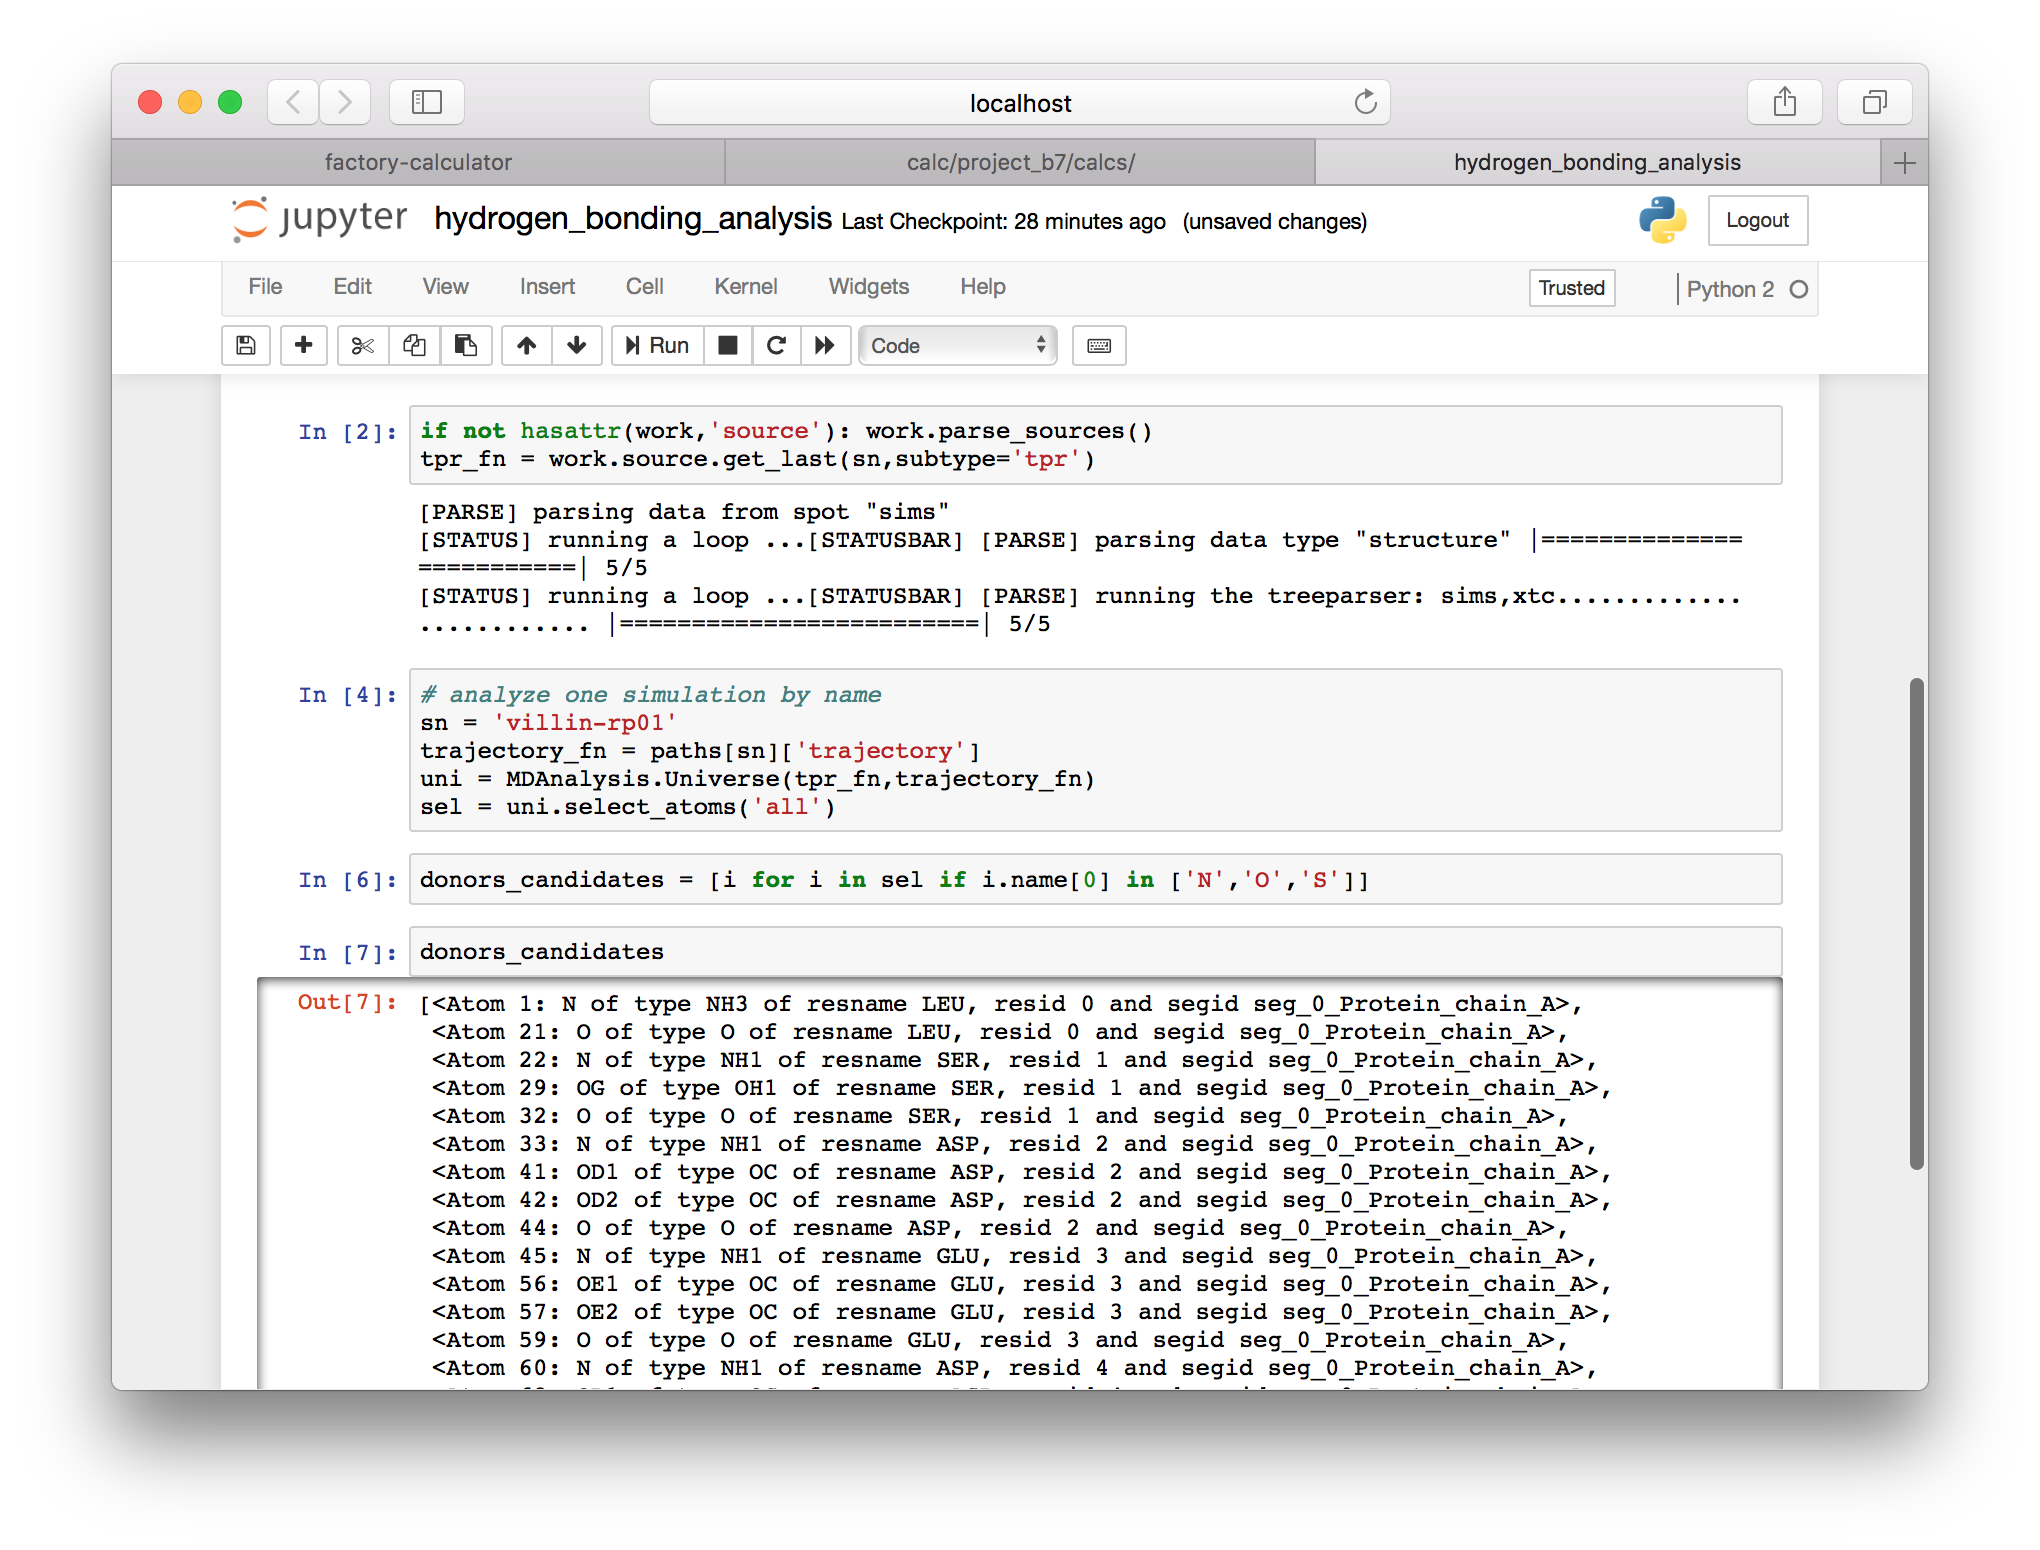 localhost
factory-calculator
calc/project_b7/calcs/
hydrogen_bonding_analysis
jupyter hydrogen_bonding_analysis Last Checkpoint: 28 minutes ago (unsaved changes)
Logout
File Edit View Insert Cell Kernel Widgets Help
Trusted
Python 2
Run
Code
In [2]: if not hasattr(work,'source'): work.parse_sources()
tpr_fn = work.source.get_last(sn,subtype='tpr')
[PARSE] parsing data from spot "sims"
[STATUS] running a loop ...[STATUSBAR] [PARSE] parsing data type "structure" |==============
===========| 5/5
[STATUS] running a loop ...[STATUSBAR] [PARSE] running the treeparser: sims,xtc.............
............ |=========================| 5/5
In [4]: # analyze one simulation by name
sn = 'villin-rp01'
trajectory_fn = paths[sn]['trajectory']
uni = MDAnalysis.Universe(tpr_fn,trajectory_fn)
sel = uni.select_atoms('all')
In [6]: donors_candidates = [i for i in sel if i.name[0] in ['N','O','S']]
In [7]: donors_candidates
Out[7]: [<Atom 1: N of type NH3 of resname LEU, resid 0 and segid seg_0_Protein_chain_A>,
<Atom 21: O of type O of resname LEU, resid 0 and segid seg_0_Protein_chain_A>,
<Atom 22: N of type NH1 of resname SER, resid 1 and segid seg_0_Protein_chain_A>,
<Atom 29: OG of type OH1 of resname SER, resid 1 and segid seg_0_Protein_chain_A>,
<Atom 32: O of type O of resname SER, resid 1 and segid seg_0_Protein_chain_A>,
<Atom 33: N of type NH1 of resname ASP, resid 2 and segid seg_0_Protein_chain_A>,
<Atom 41: OD1 of type OC of resname ASP, resid 2 and segid seg_0_Protein_chain_A>,
<Atom 42: OD2 of type OC of resname ASP, resid 2 and segid seg_0_Protein_chain_A>,
<Atom 44: O of type O of resname ASP, resid 2 and segid seg_0_Protein_chain_A>,
<Atom 45: N of type NH1 of resname GLU, resid 3 and segid seg_0_Protein_chain_A>,
<Atom 56: OE1 of type OC of resname GLU, resid 3 and segid seg_0_Protein_chain_A>,
<Atom 57: OE2 of type OC of resname GLU, resid 3 and segid seg_0_Protein_chain_A>,
<Atom 59: O of type O of resname GLU, resid 3 and segid seg_0_Protein_chain_A>,
<Atom 60: N of type NH1 of resname ASP, resid 4 and segid seg_0_Protein_chain_A>,